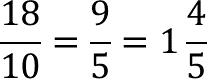 18/10 = 9/5 = 1 4/5